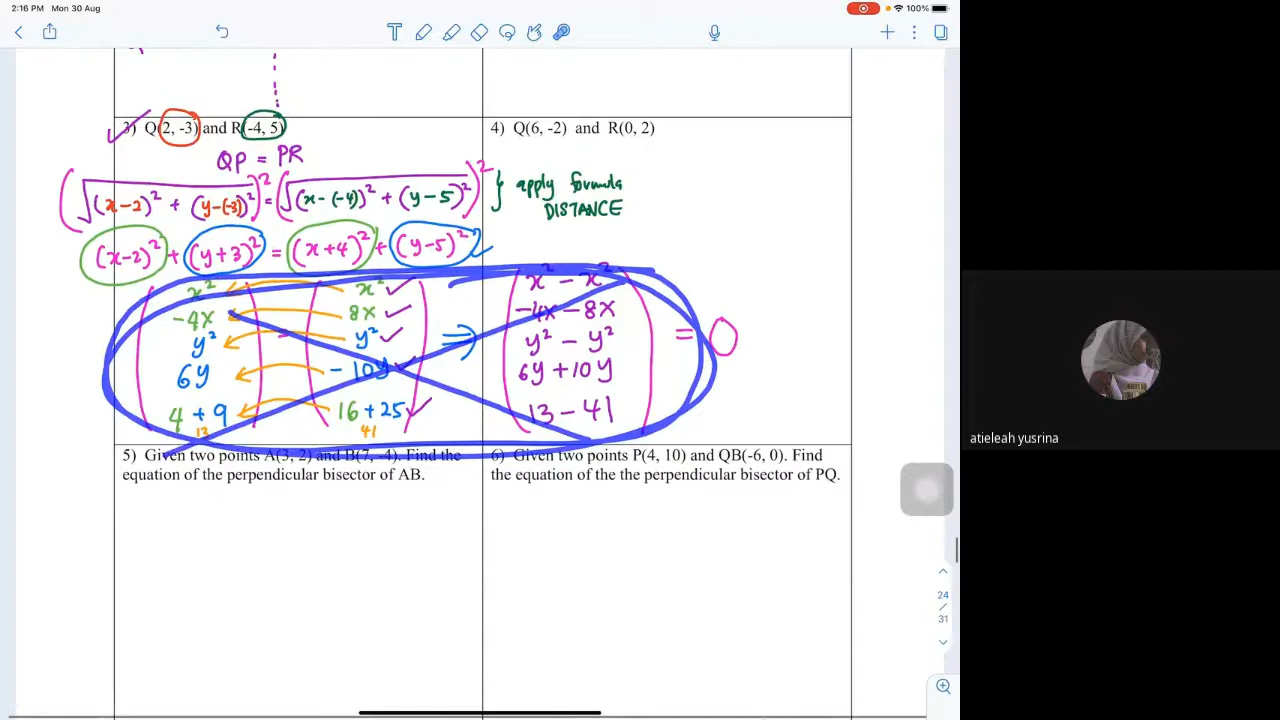 2:16 PM Mon 30 Aug
100%
3) Q(2, -3) and R(-4, 5)
QP = PR
(√(x-2)² + (y-(-3))²)² = (√(x-(-4))² + (y-5)²)²
} apply formula
DISTANCE
(x-2)² + (y+3)² = (x+4)² + (y-5)²
x² x² x² - x²
-4x 8x -4x - 8x
y² - y² ⇒ y² - y² = 0
6y - 10y 6y + 10y
4 + 9 16 + 25 13 - 41
13 41
4) Q(6, -2) and R(0, 2)
5) Given two points A(3, 2) and B(7, -4). Find the
equation of the perpendicular bisector of AB.
6) Given two points P(4, 10) and QB(-6, 0). Find
the equation of the the perpendicular bisector of PQ.
24
/
31
atieleah yusrina